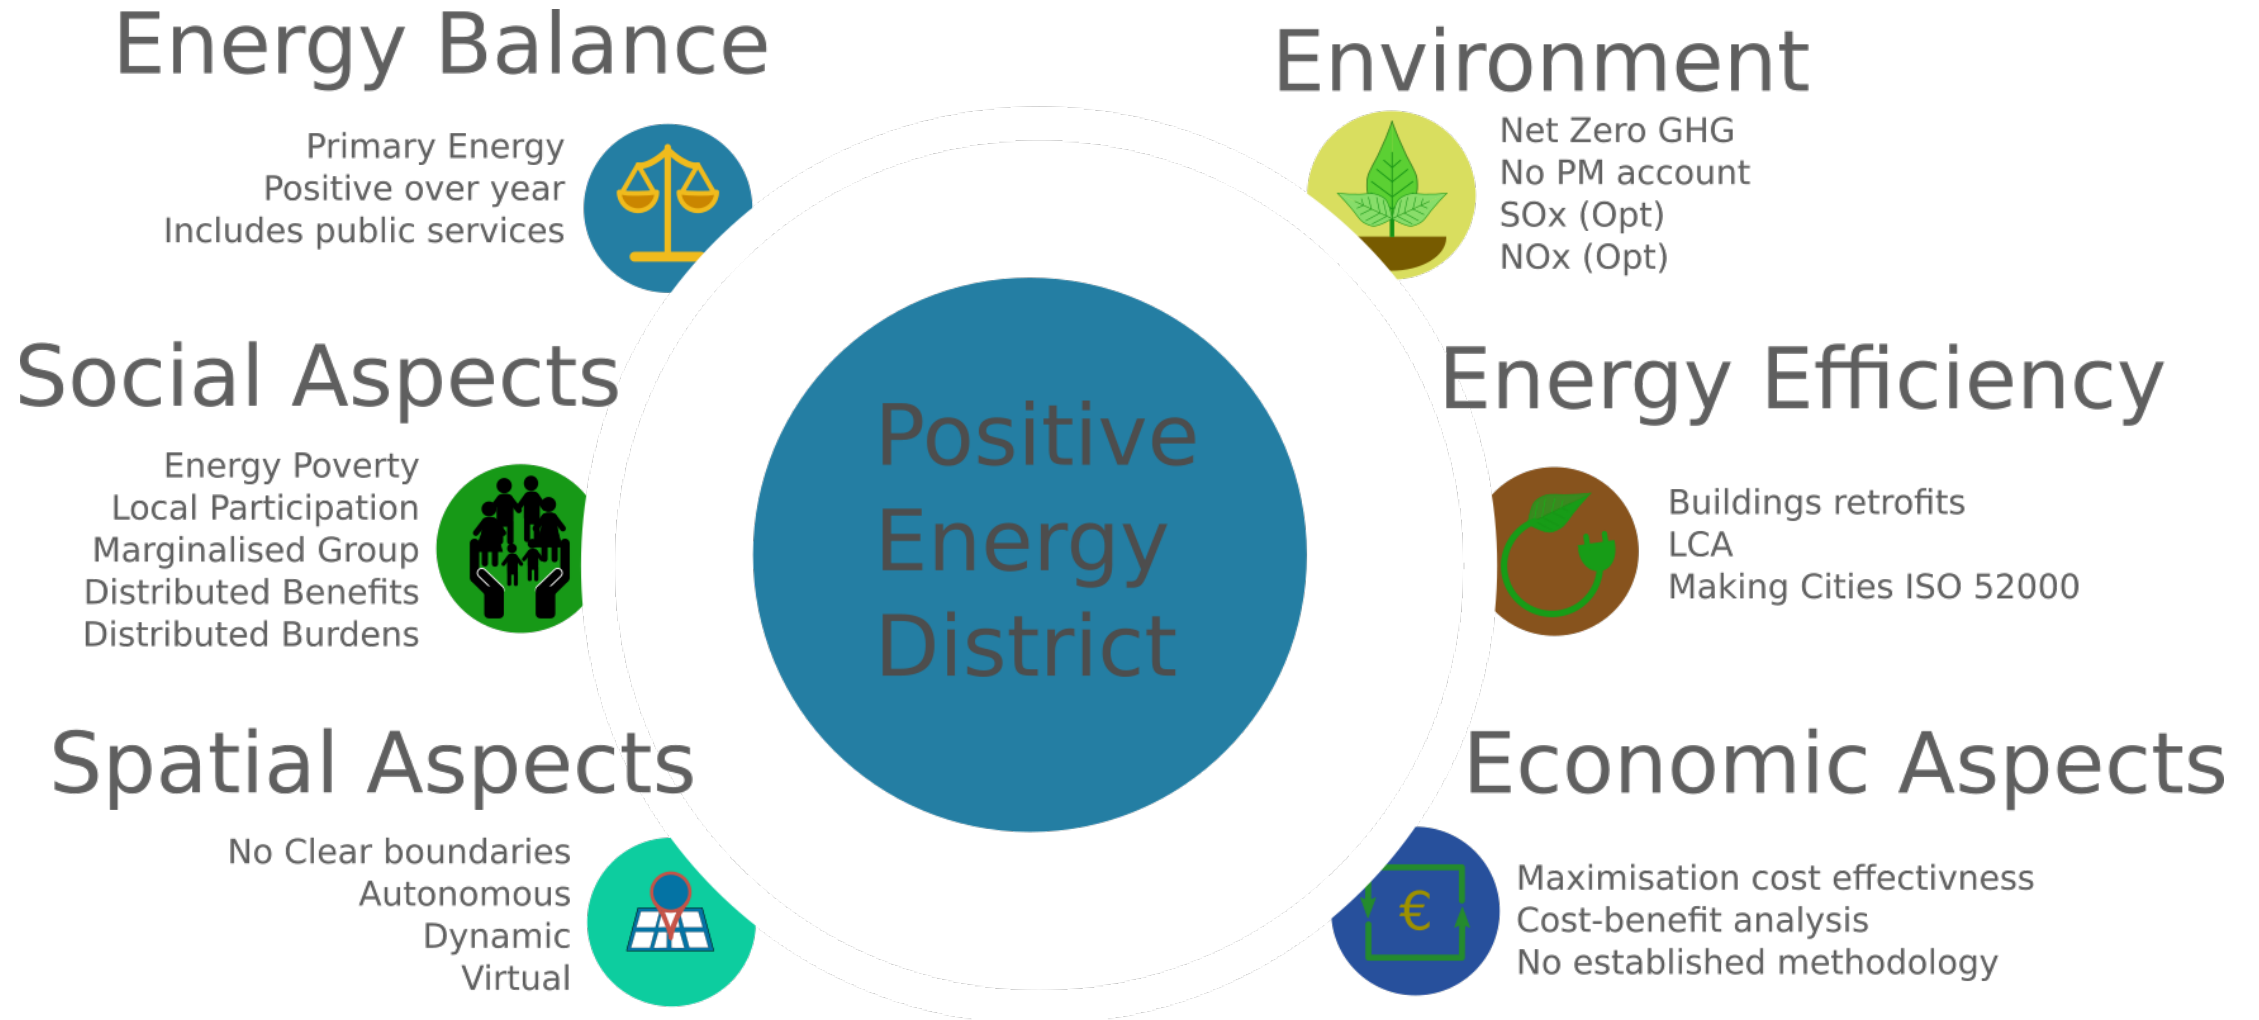 Energy Balance
Primary Energy
Positive over year
Includes public services
Environment
Net Zero GHG
No PM account
SOx (Opt)
NOx (Opt)
Social Aspects
Energy Poverty
Local Participation
Marginalised Group
Distributed Benefits
Distributed Burdens
Positive
Energy
District
Energy Efficiency
Buildings retrofits
LCA
Making Cities ISO 52000
Spatial Aspects
No Clear boundaries
Autonomous
Dynamic
Virtual
Economic Aspects
€
Maximisation cost effectivness
Cost-benefit analysis
No established methodology